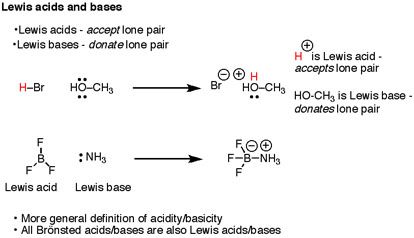 Lewis acids and bases
•Lewis acids - accept lone pair
•Lewis bases - donate lone pair
H–Br HO–CH3
Br ⊖ ⊕ H HO–CH3
H ⊕ is Lewis acid -
accepts lone pair
HO-CH3 is Lewis base -
donates lone pair
F B F F :NH3
F F–B–NH3 F ⊖ ⊕
Lewis acid Lewis base
• More general definition of acidity/basicity
• All Brönsted acids/bases are also Lewis acids/bases